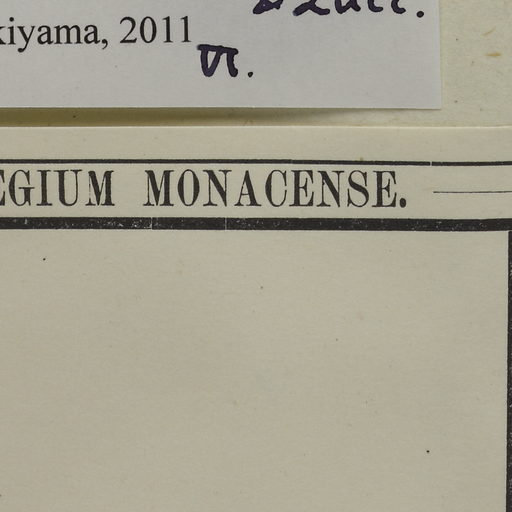 kiyama, 2011
VI.
EGIUM MONACENSE.